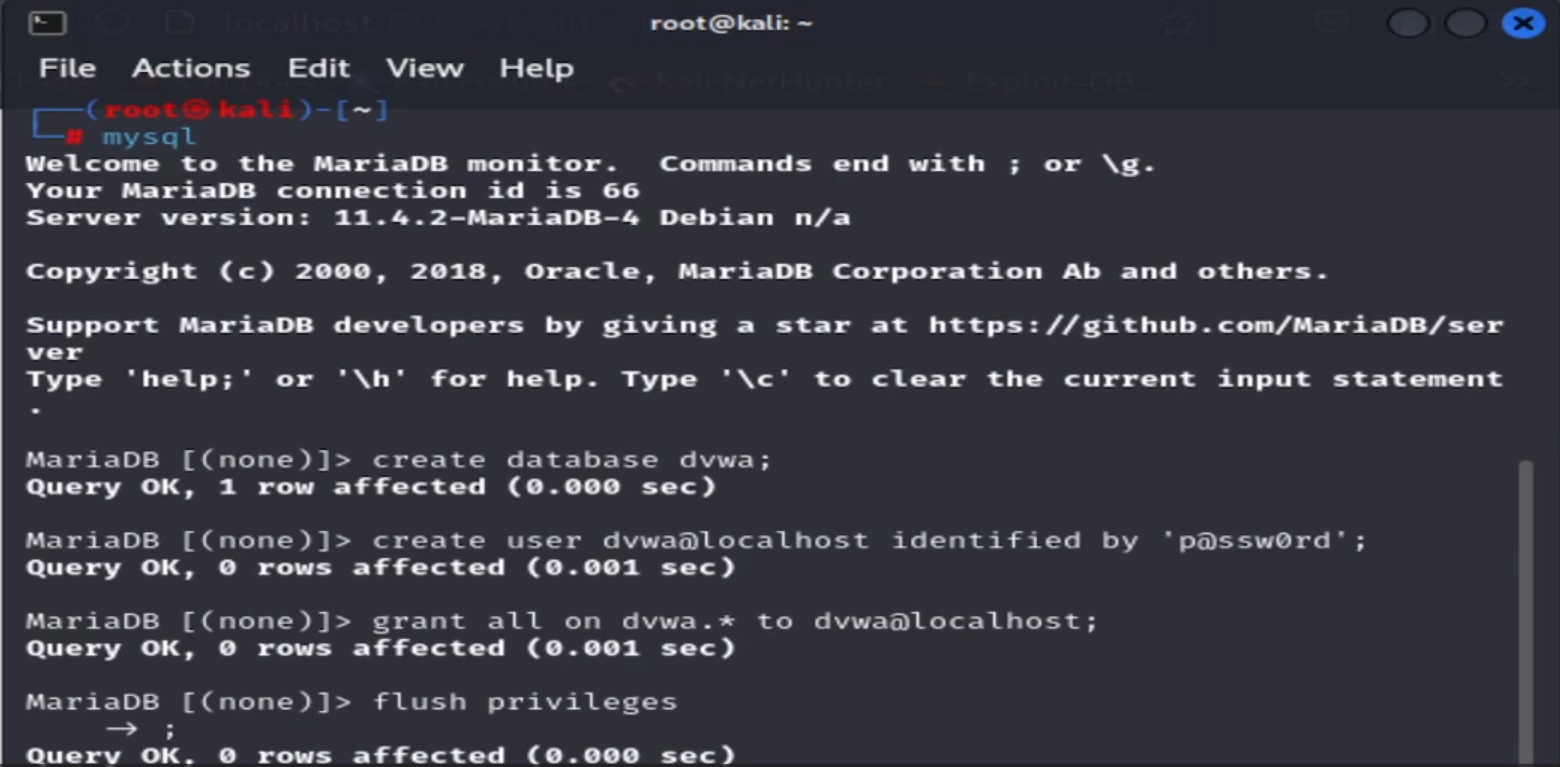 root@kali: ~
File Actions Edit View Help
┌──(root㉿kali)-[~]
└─# mysql
Welcome to the MariaDB monitor.  Commands end with ; or \g.
Your MariaDB connection id is 66
Server version: 11.4.2-MariaDB-4 Debian n/a
Copyright (c) 2000, 2018, Oracle, MariaDB Corporation Ab and others.
Support MariaDB developers by giving a star at https://github.com/MariaDB/ser
ver
Type 'help;' or '\h' for help. Type '\c' to clear the current input statement
.
MariaDB [(none)]> create database dvwa;
Query OK, 1 row affected (0.000 sec)
MariaDB [(none)]> create user dvwa@localhost identified by 'p@ssw0rd';
Query OK, 0 rows affected (0.001 sec)
MariaDB [(none)]> grant all on dvwa.* to dvwa@localhost;
Query OK, 0 rows affected (0.001 sec)
MariaDB [(none)]> flush privileges
→ ;
Query OK, 0 rows affected (0.000 sec)